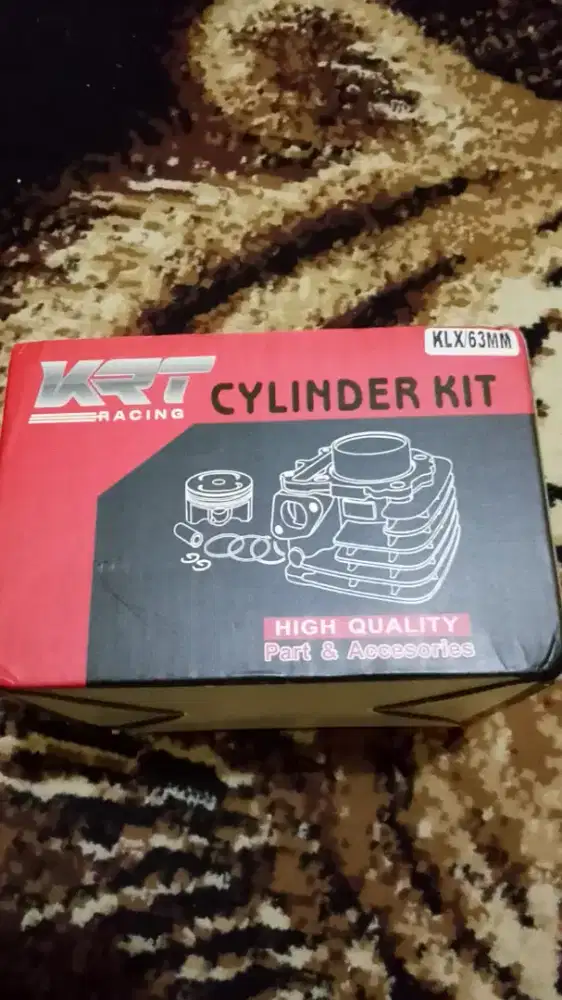 KLX/63MM
KRT
RACING
CYLINDER KIT
HIGH QUALITY
Part & Accesories